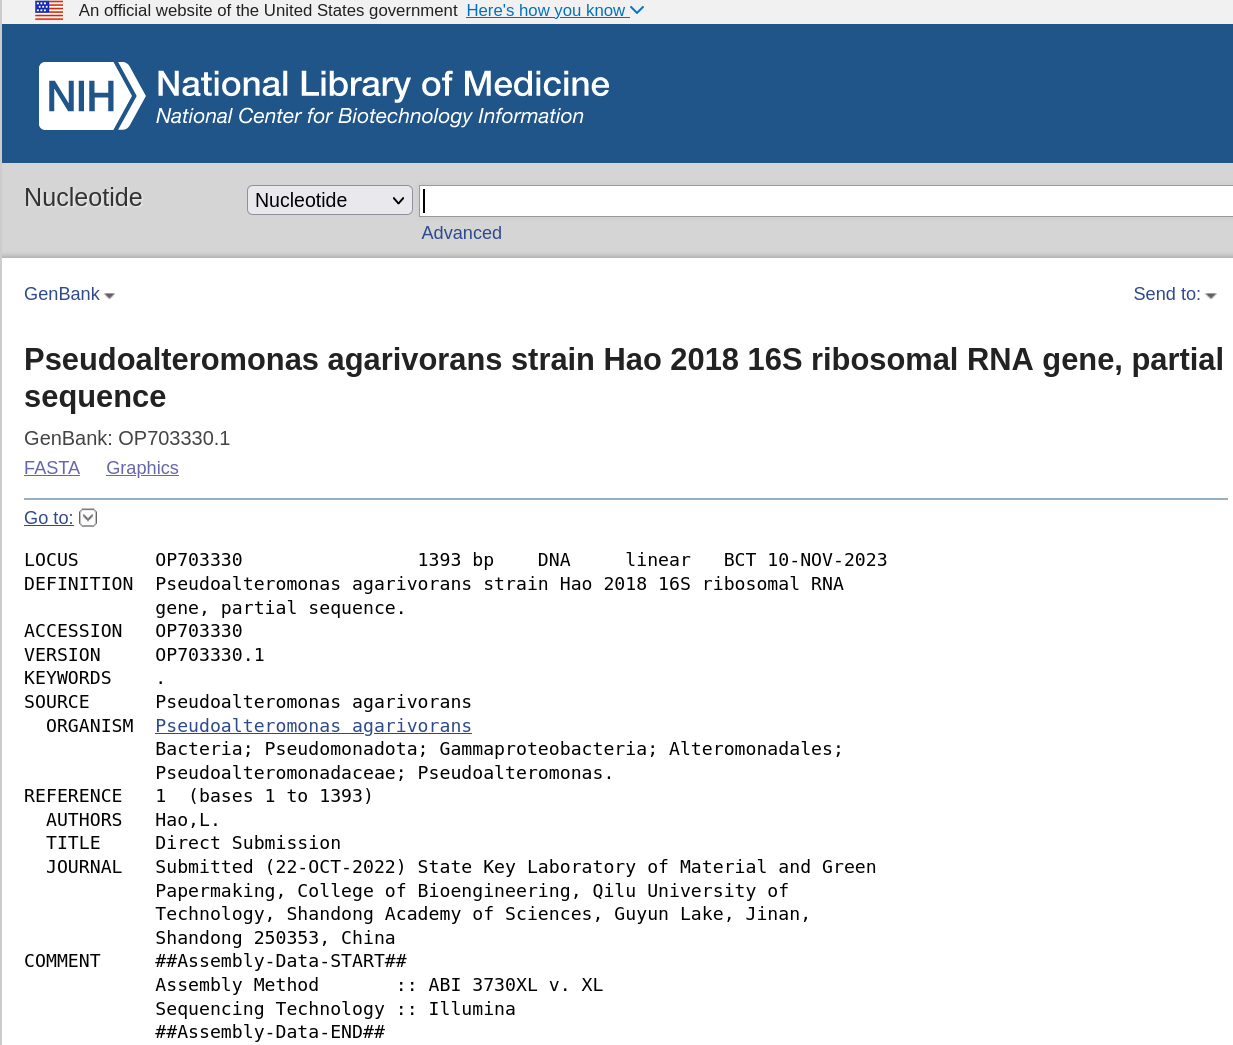 An official website of the United States government Here's how you know
NIH National Library of Medicine
National Center for Biotechnology Information
Nucleotide Nucleotide
Advanced
GenBank Send to:
Pseudoalteromonas agarivorans strain Hao 2018 16S ribosomal RNA gene, partial
sequence
GenBank: OP703330.1
FASTA Graphics
Go to:
LOCUS       OP703330                1393 bp    DNA     linear   BCT 10-NOV-2023
DEFINITION  Pseudoalteromonas agarivorans strain Hao 2018 16S ribosomal RNA
            gene, partial sequence.
ACCESSION   OP703330
VERSION     OP703330.1
KEYWORDS    .
SOURCE      Pseudoalteromonas agarivorans
  ORGANISM  Pseudoalteromonas agarivorans
            Bacteria; Pseudomonadota; Gammaproteobacteria; Alteromonadales;
            Pseudoalteromonadaceae; Pseudoalteromonas.
REFERENCE   1  (bases 1 to 1393)
  AUTHORS   Hao,L.
  TITLE     Direct Submission
  JOURNAL   Submitted (22-OCT-2022) State Key Laboratory of Material and Green
            Papermaking, College of Bioengineering, Qilu University of
            Technology, Shandong Academy of Sciences, Guyun Lake, Jinan,
            Shandong 250353, China
COMMENT     ##Assembly-Data-START##
            Assembly Method       :: ABI 3730XL v. XL
            Sequencing Technology :: Illumina
            ##Assembly-Data-END##